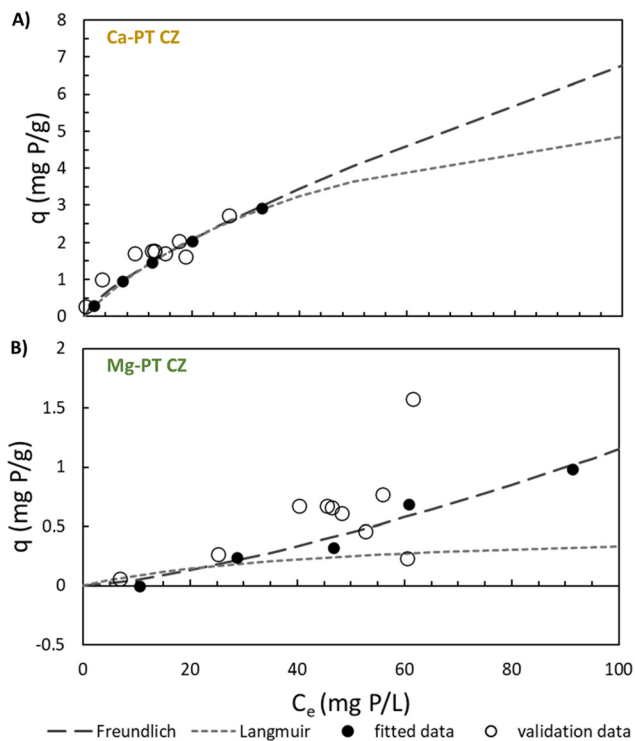 A)
Ca-PT CZ
q (mg P/g)
8
7
6
5
4
3
2
1
0
B)
Mg-PT CZ
q (mg P/g)
2
1.5
1
0.5
0
-0.5
0 20 40 60 80 100
Ce (mg P/L)
Freundlich Langmuir fitted data validation data